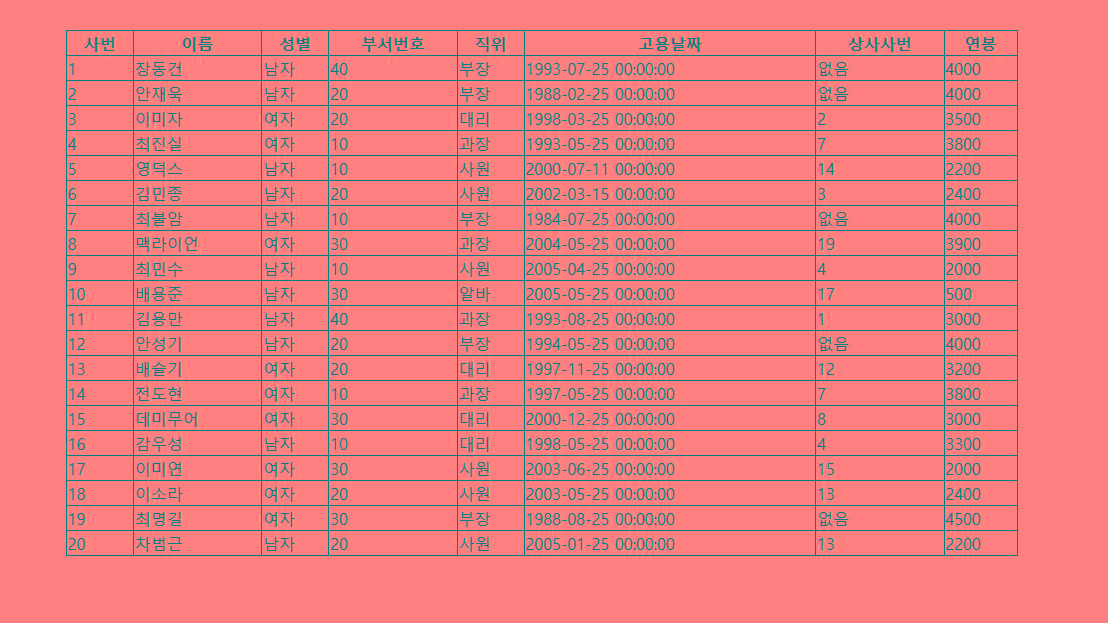 사번 이름 성별 부서번호 직위 고용날짜 상사사번 연봉
1 장동건 남자 40 부장 1993-07-25 00:00:00 없음 4000
2 안재욱 남자 20 부장 1988-02-25 00:00:00 없음 4000
3 이미자 여자 20 대리 1998-03-25 00:00:00 2 3500
4 최진실 여자 10 과장 1993-05-25 00:00:00 7 3800
5 영덕스 남자 10 사원 2000-07-11 00:00:00 14 2200
6 김민종 남자 20 사원 2002-03-15 00:00:00 3 2400
7 최불암 남자 10 부장 1984-07-25 00:00:00 없음 4000
8 맥라이언 여자 30 과장 2004-05-25 00:00:00 19 3900
9 최민수 남자 10 사원 2005-04-25 00:00:00 4 2000
10 배용준 남자 30 알바 2005-05-25 00:00:00 17 500
11 김용만 남자 40 과장 1993-08-25 00:00:00 1 3000
12 안성기 남자 20 부장 1994-05-25 00:00:00 없음 4000
13 배슬기 여자 20 대리 1997-11-25 00:00:00 12 3200
14 전도현 여자 10 과장 1997-05-25 00:00:00 7 3800
15 데미무어 여자 30 대리 2000-12-25 00:00:00 8 3000
16 감우성 남자 10 대리 1998-05-25 00:00:00 4 3300
17 이미연 여자 30 사원 2003-06-25 00:00:00 15 2000
18 이소라 여자 20 사원 2003-05-25 00:00:00 13 2400
19 최명길 여자 30 부장 1988-08-25 00:00:00 없음 4500
20 차범근 남자 20 사원 2005-01-25 00:00:00 13 2200